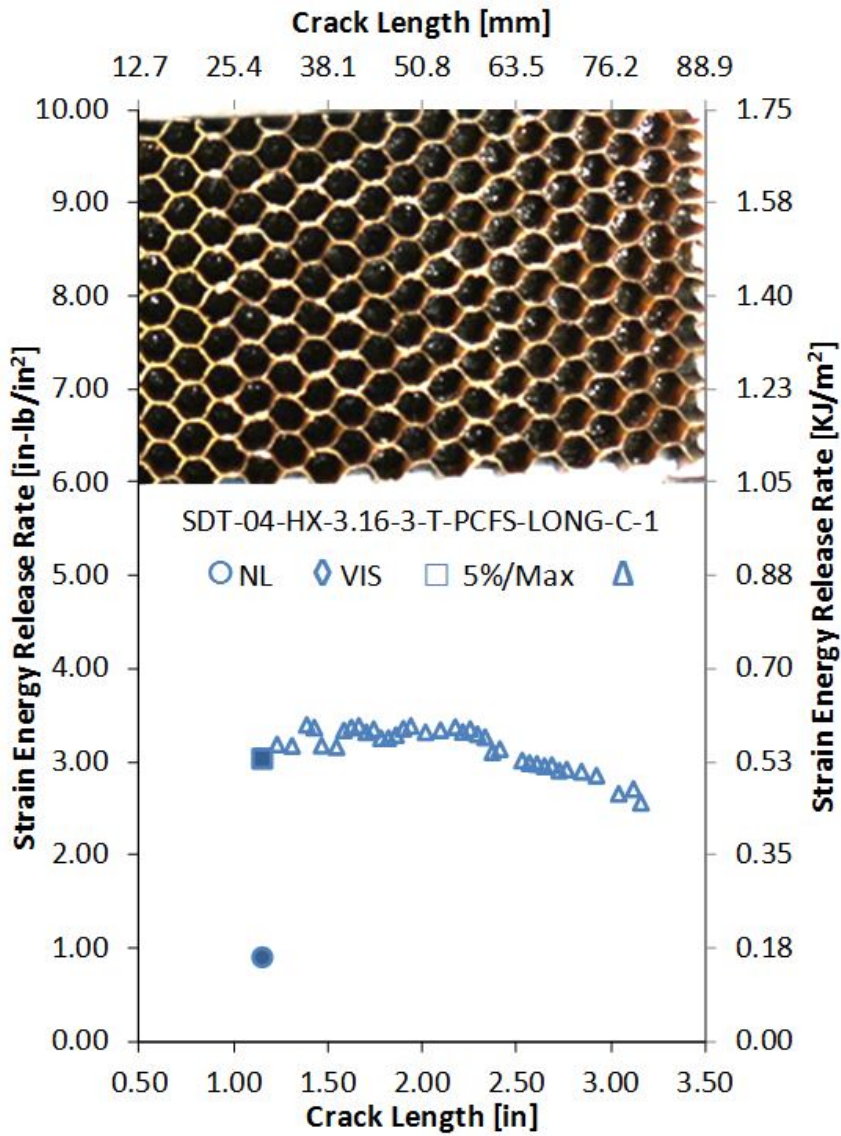 Crack Length [mm]
12.7 25.4 38.1 50.8 63.5 76.2 88.9
10.00 1.75
9.00 1.58
8.00 1.40
7.00 1.23
6.00 1.05
5.00 0.88
4.00 0.70
3.00 0.53
2.00 0.35
1.00 0.18
0.00 0.00
Strain Energy Release Rate [in-lb/in²]
Strain Energy Release Rate [KJ/m²]
SDT-04-HX-3.16-3-T-PCFS-LONG-C-1
NL VIS 5%/Max
0.50 1.00 1.50 2.00 2.50 3.00 3.50
Crack Length [in]